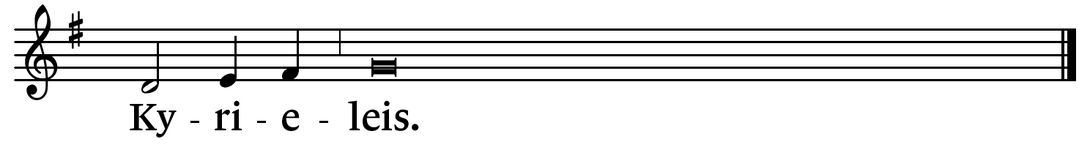 Ky - ri - e - leis.